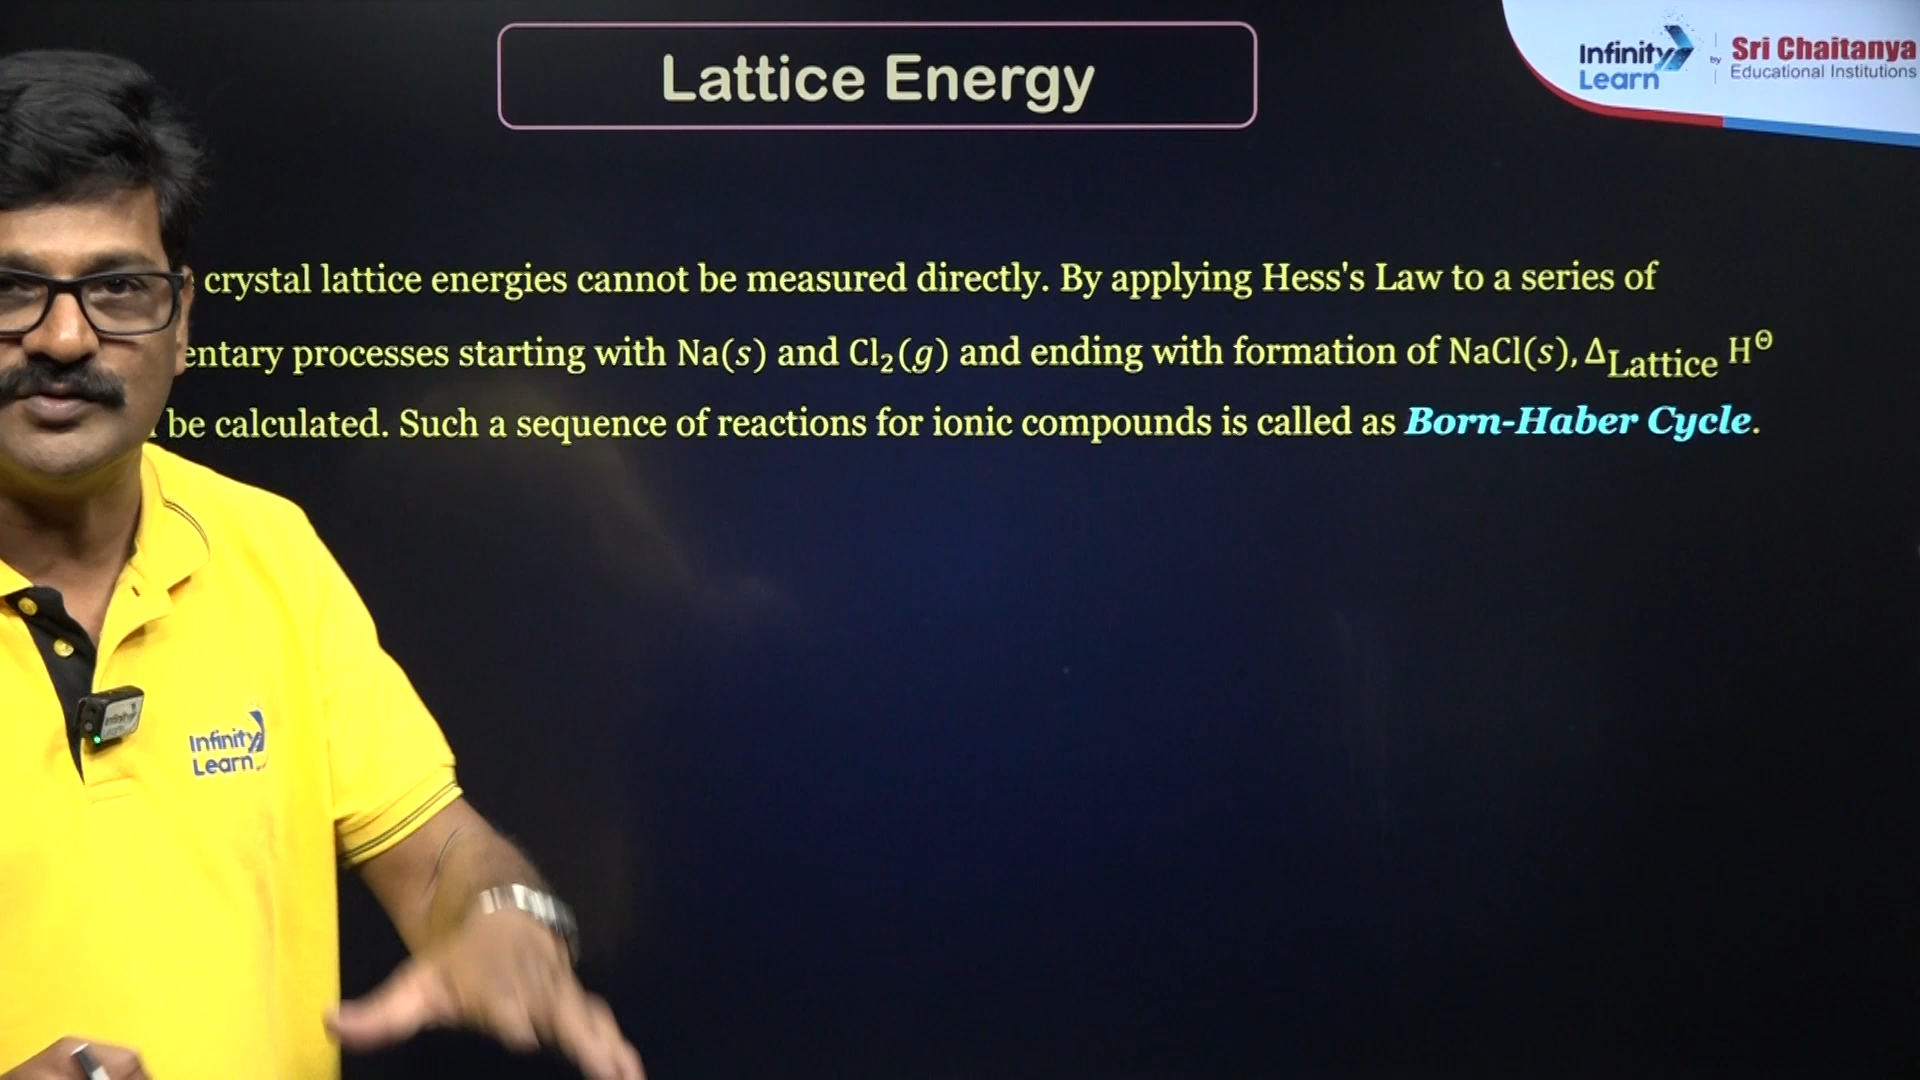 Lattice Energy
Infinity Learn by Sri Chaitanya Educational Institutions
crystal lattice energies cannot be measured directly. By applying Hess's Law to a series of
entary processes starting with Na(s) and Cl₂(g) and ending with formation of NaCl(s), Δ_Lattice H^Θ
be calculated. Such a sequence of reactions for ionic compounds is called as Born-Haber Cycle.
Infinity
Learn